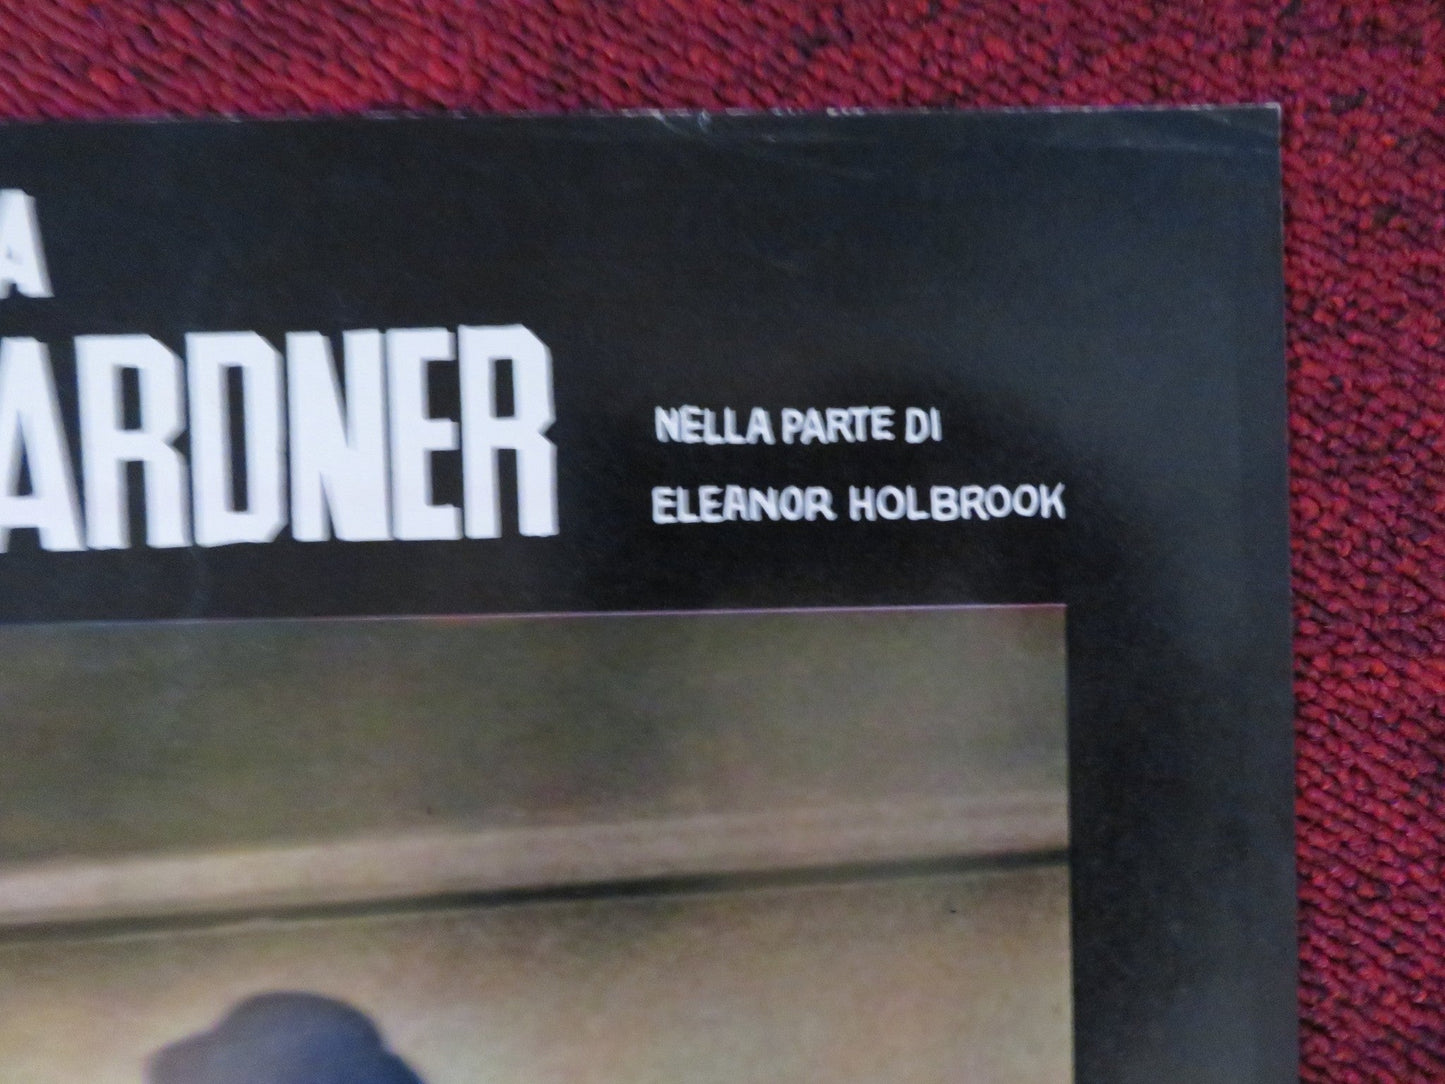 A
ARDNER
NELLA PARTE DI
ELEANOR HOLBROOK